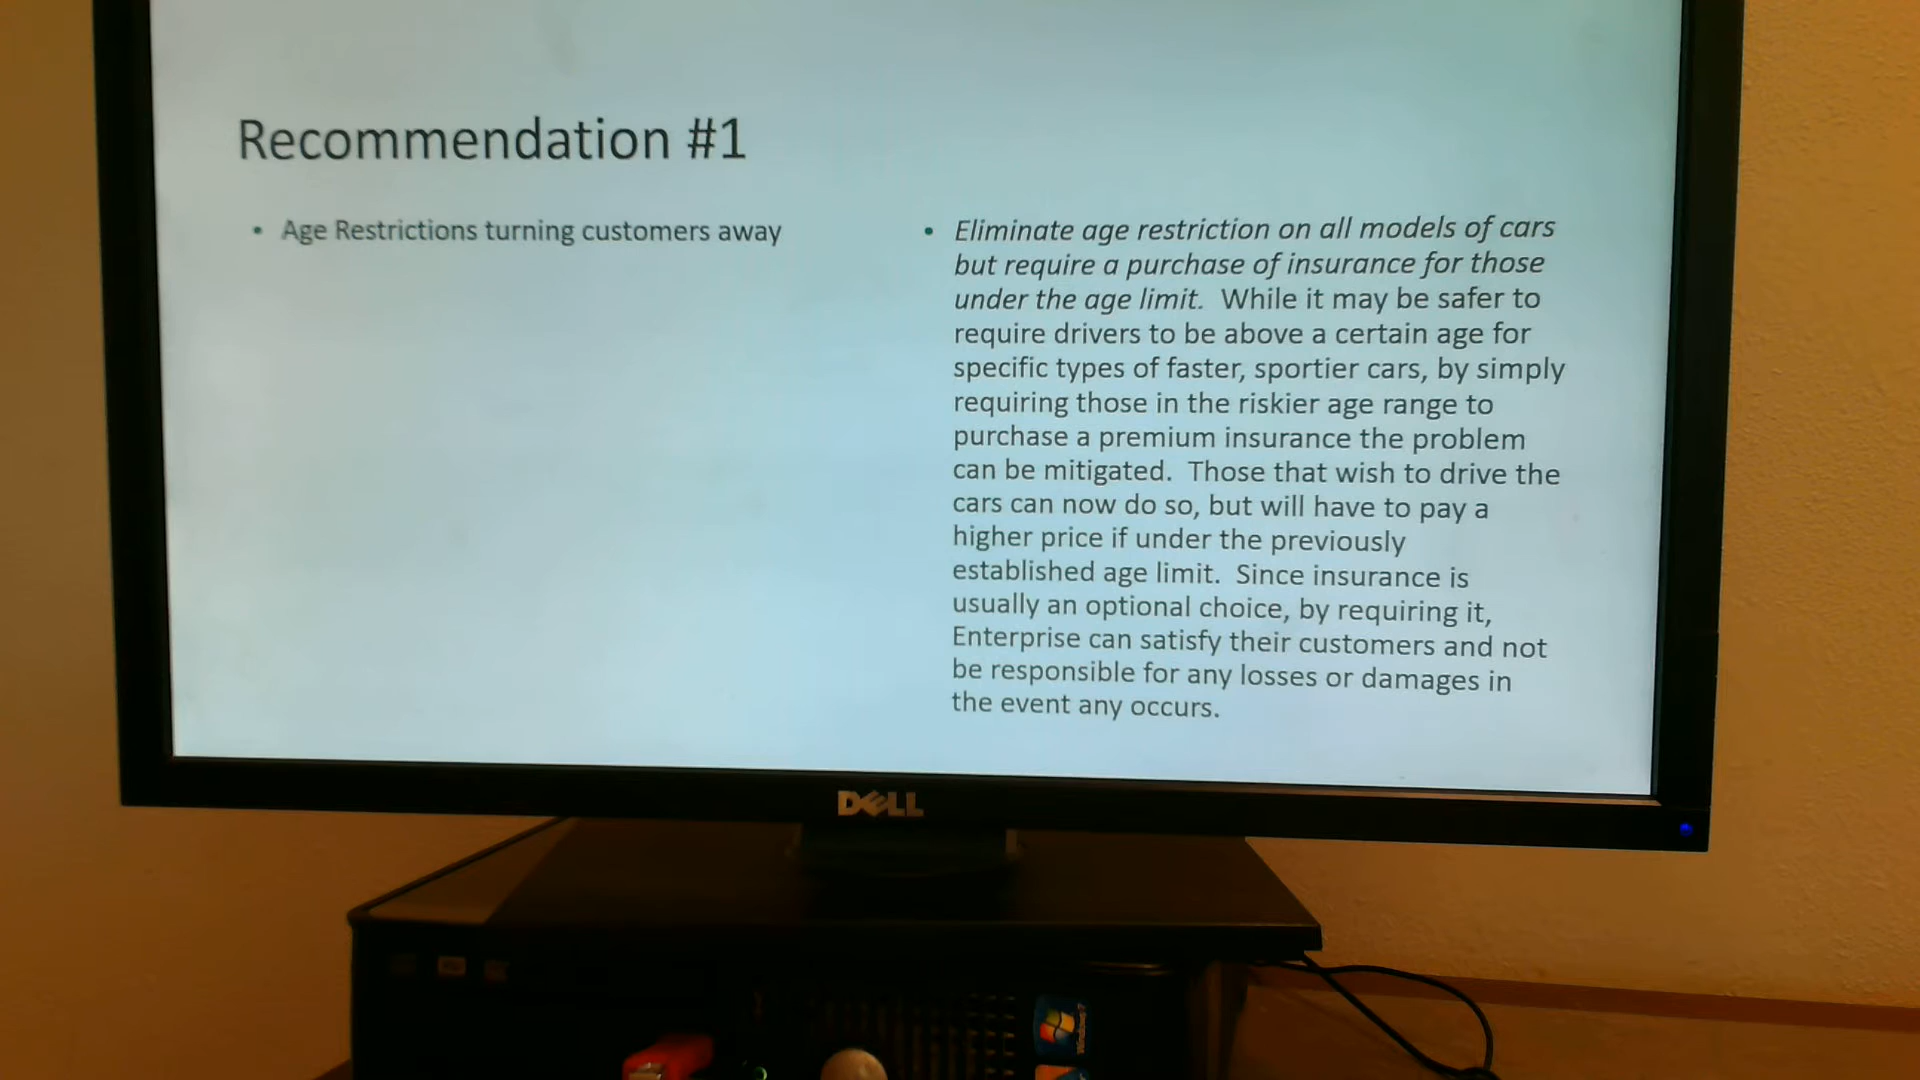 Recommendation #1
• Age Restrictions turning customers away
• Eliminate age restriction on all models of cars
but require a purchase of insurance for those
under the age limit.  While it may be safer to
require drivers to be above a certain age for
specific types of faster, sportier cars, by simply
requiring those in the riskier age range to
purchase a premium insurance the problem
can be mitigated.  Those that wish to drive the
cars can now do so, but will have to pay a
higher price if under the previously
established age limit.  Since insurance is
usually an optional choice, by requiring it,
Enterprise can satisfy their customers and not
be responsible for any losses or damages in
the event any occurs.
DELL
Windows 7